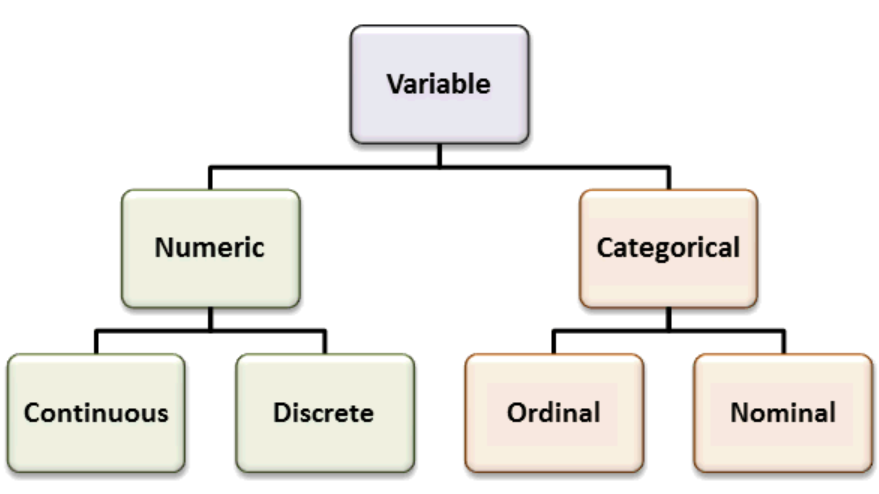 Variable
Numeric
Categorical
Continuous
Discrete
Ordinal
Nominal